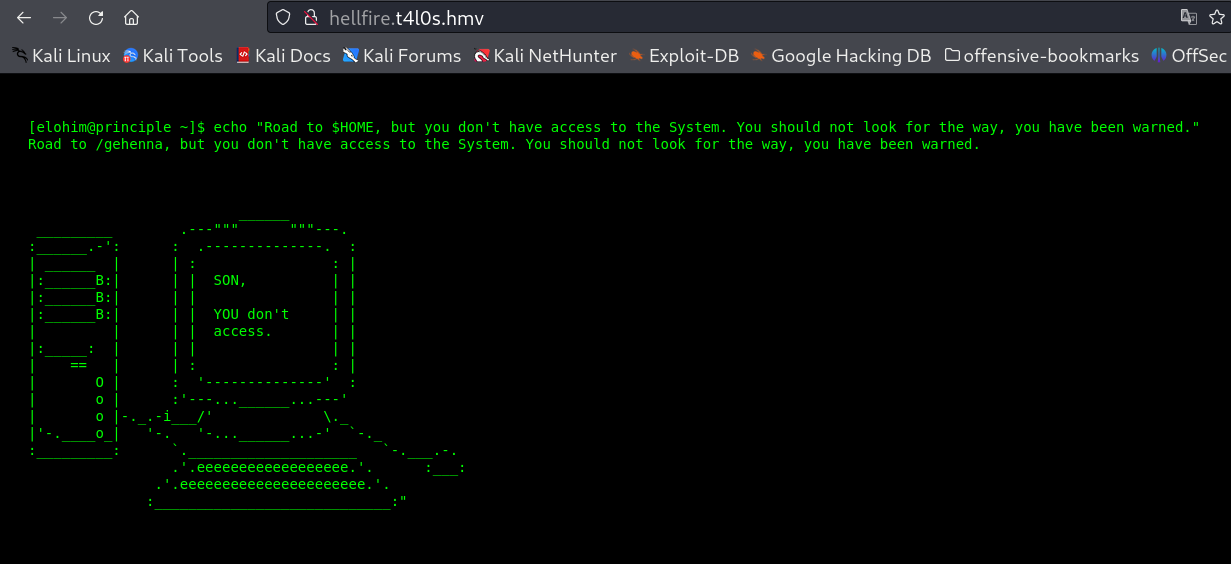 hellfire.t4l0s.hmv
Kali Linux Kali Tools Kali Docs Kali Forums Kali NetHunter Exploit-DB Google Hacking DB offensive-bookmarks OffSec
[elohim@principle ~]$ echo "Road to $HOME, but you don't have access to the System. You should not look for the way, you have been warned."
Road to /gehenna, but you don't have access to the System. You should not look for the way, you have been warned.
B:
SON,
B:
B:
YOU don't
access.
==
O
o
o
o
eeeeeeeeeeeeeeeeee
eeeeeeeeeeeeeeeeeeeeee